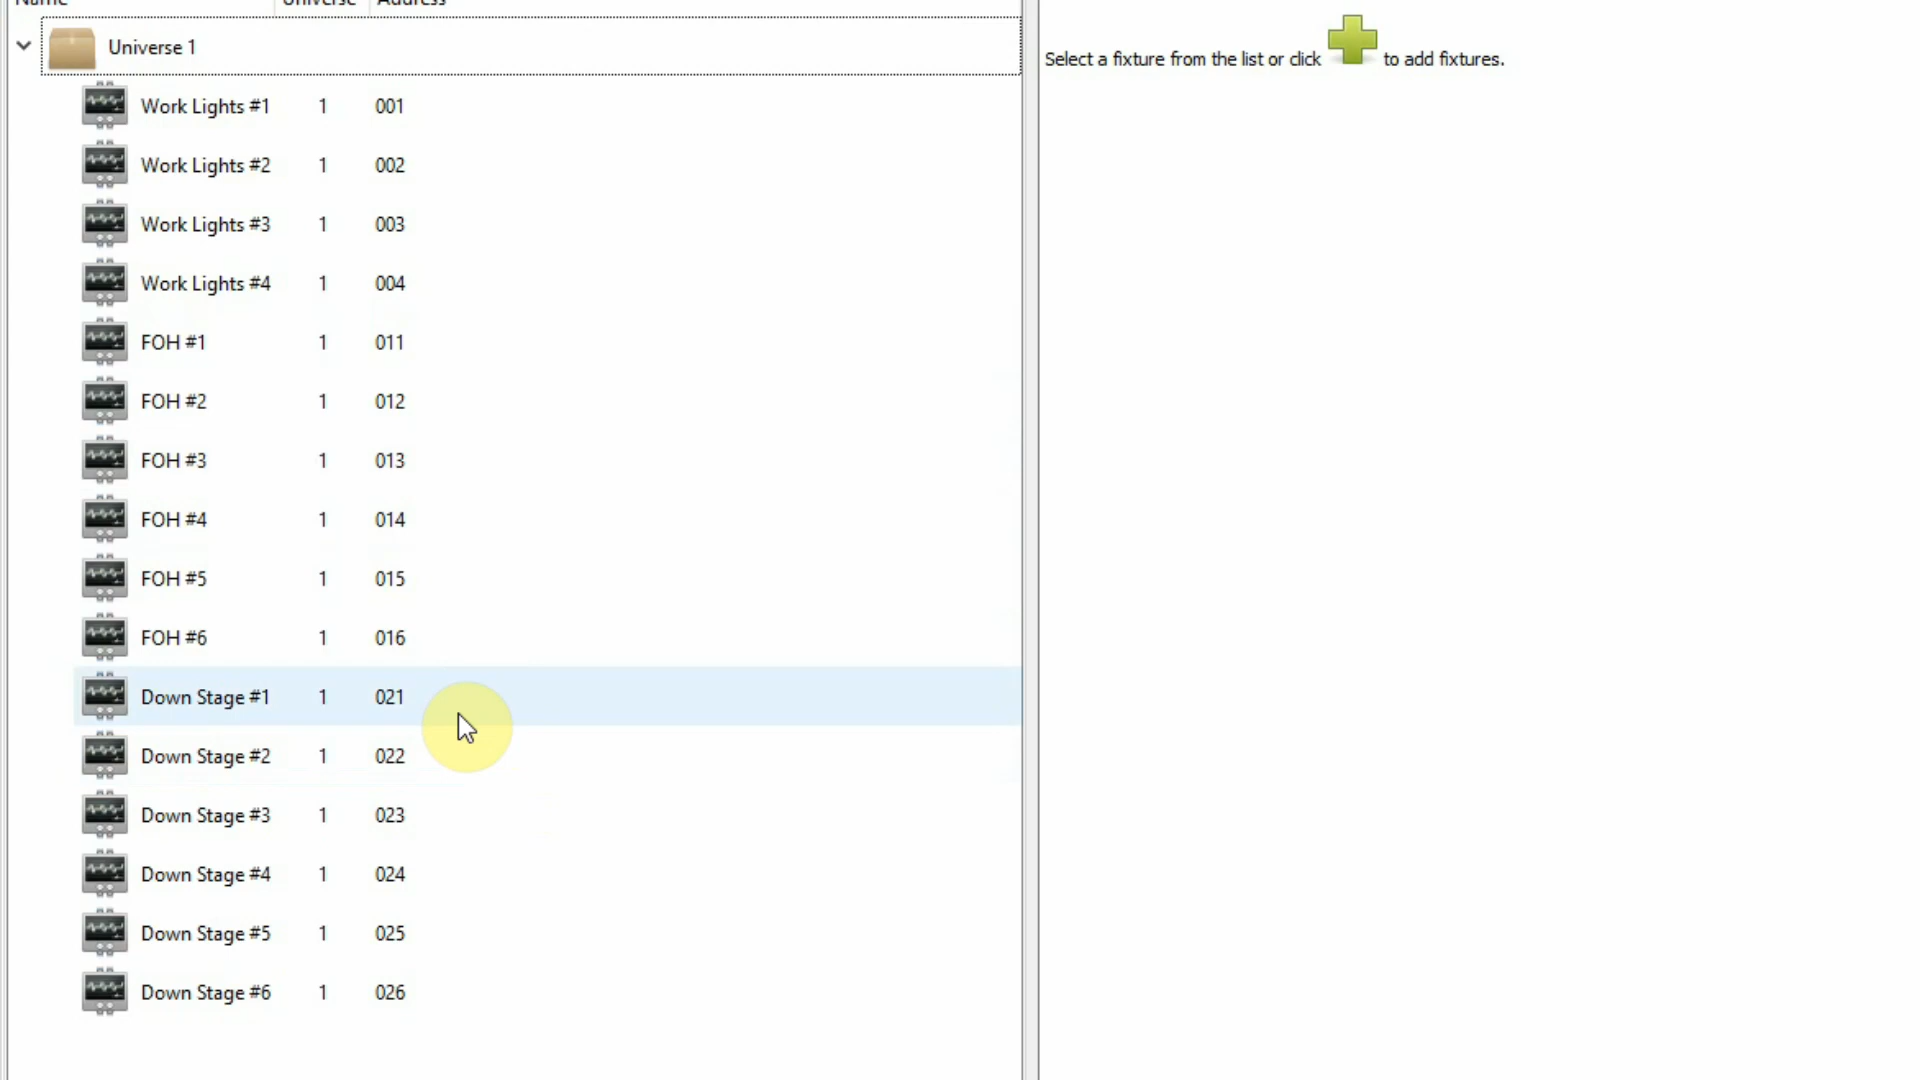 Name Universe Address
Universe 1
Work Lights #1 1 001
Work Lights #2 1 002
Work Lights #3 1 003
Work Lights #4 1 004
FOH #1 1 011
FOH #2 1 012
FOH #3 1 013
FOH #4 1 014
FOH #5 1 015
FOH #6 1 016
Down Stage #1 1 021
Down Stage #2 1 022
Down Stage #3 1 023
Down Stage #4 1 024
Down Stage #5 1 025
Down Stage #6 1 026
Select a fixture from the list or click to add fixtures.